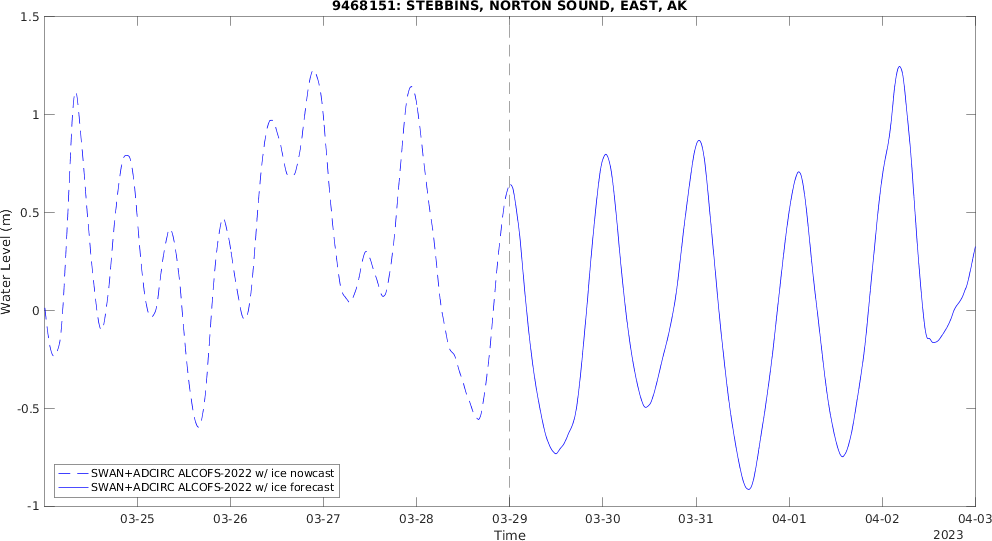 9468151: STEBBINS, NORTON SOUND, EAST, AK
Water Level (m)
1.5
1
0.5
0
-0.5
-1
SWAN+ADCIRC ALCOFS-2022 w/ ice nowcast
SWAN+ADCIRC ALCOFS-2022 w/ ice forecast
03-25 03-26 03-27 03-28 03-29 03-30 03-31 04-01 04-02 04-03
Time
2023